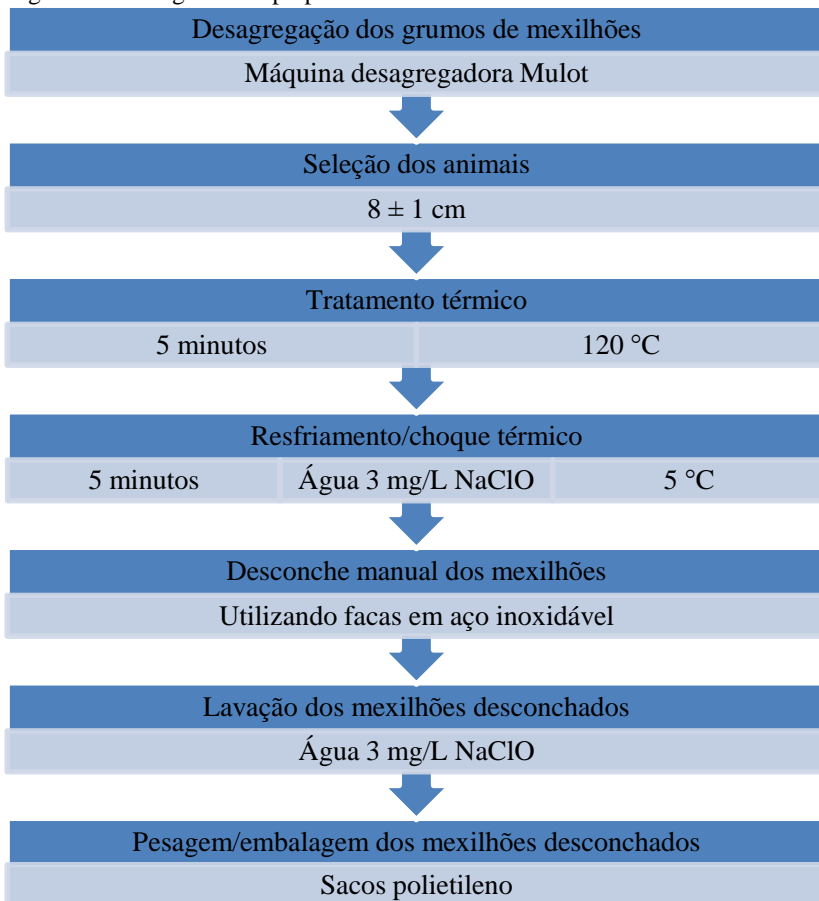 Desagregação dos grumos de mexilhões
Máquina desagregadora Mulot
Seleção dos animais
8 ± 1 cm
Tratamento térmico
5 minutos 120 °C
Resfriamento/choque térmico
5 minutos Água 3 mg/L NaClO 5 °C
Desconche manual dos mexilhões
Utilizando facas em aço inoxidável
Lavação dos mexilhões desconchados
Água 3 mg/L NaClO
Pesagem/embalagem dos mexilhões desconchados
Sacos polietileno